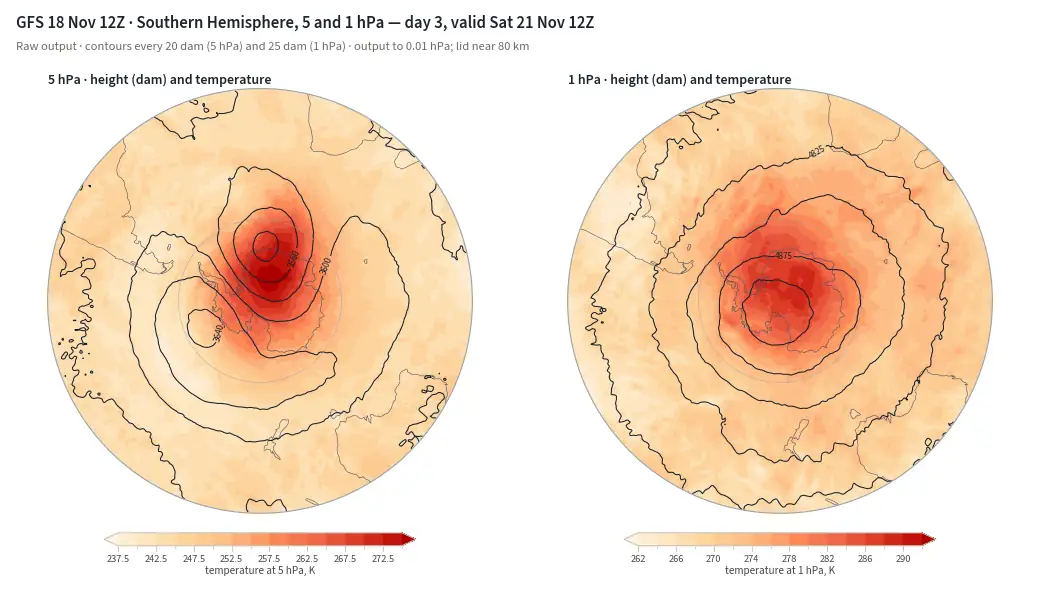 GFS 18 Nov 12Z · Southern Hemisphere, 5 and 1 hPa — day 3, valid Sat 21 Nov 12Z
Raw output · contours every 20 dam (5 hPa) and 25 dam (1 hPa) · output to 0.01 hPa; lid near 80 km
5 hPa · height (dam) and temperature
1 hPa · height (dam) and temperature
4825
4875
3600
3540
237.5 242.5 247.5 252.5 257.5 262.5 267.5 272.5
temperature at 5 hPa, K
262 266 270 274 278 282 286 290
temperature at 1 hPa, K